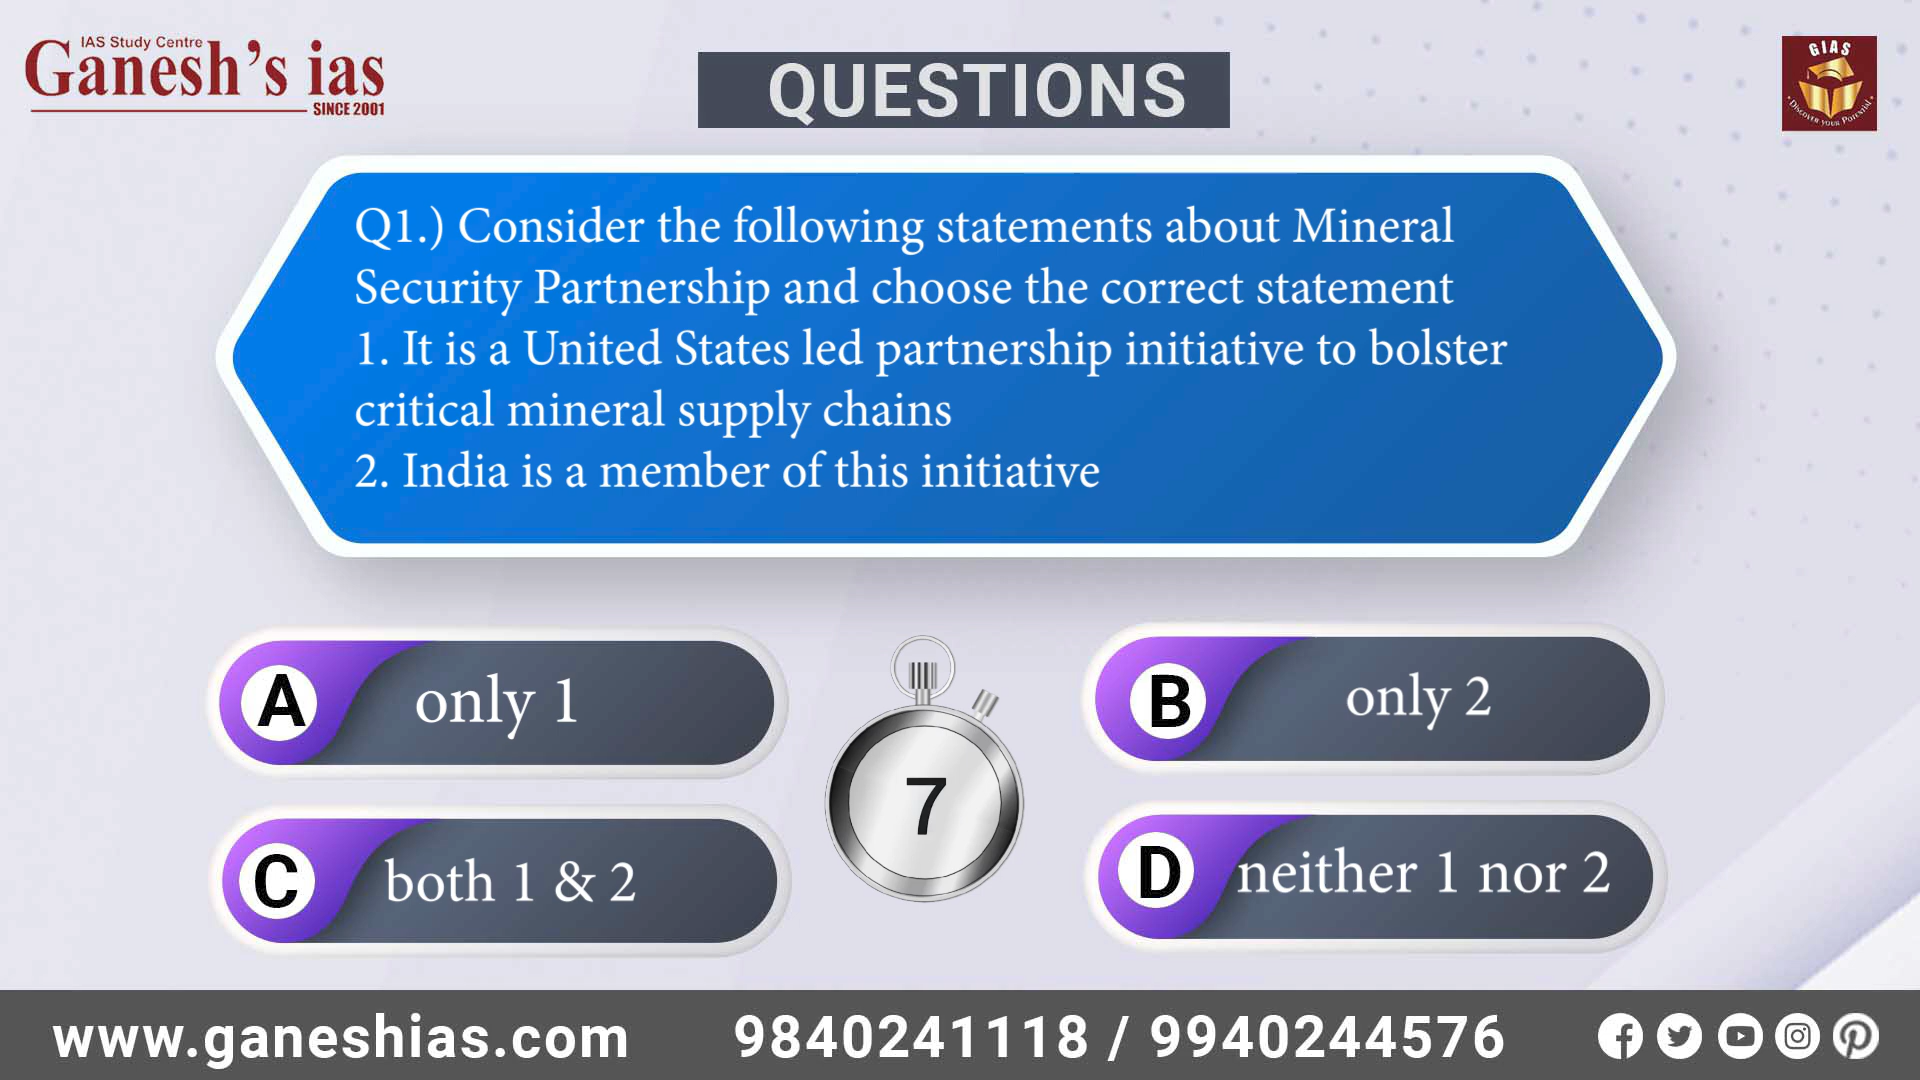 IAS Study Centre
Ganesh's ias
SINCE 2001
QUESTIONS
GIAS
DISCOVER YOUR POTENTIAL
Q1.) Consider the following statements about Mineral
Security Partnership and choose the correct statement
1. It is a United States led partnership initiative to bolster
critical mineral supply chains
2. India is a member of this initiative
A only 1
B only 2
7
C both 1 & 2
D neither 1 nor 2
www.ganeshias.com 9840241118 / 9940244576